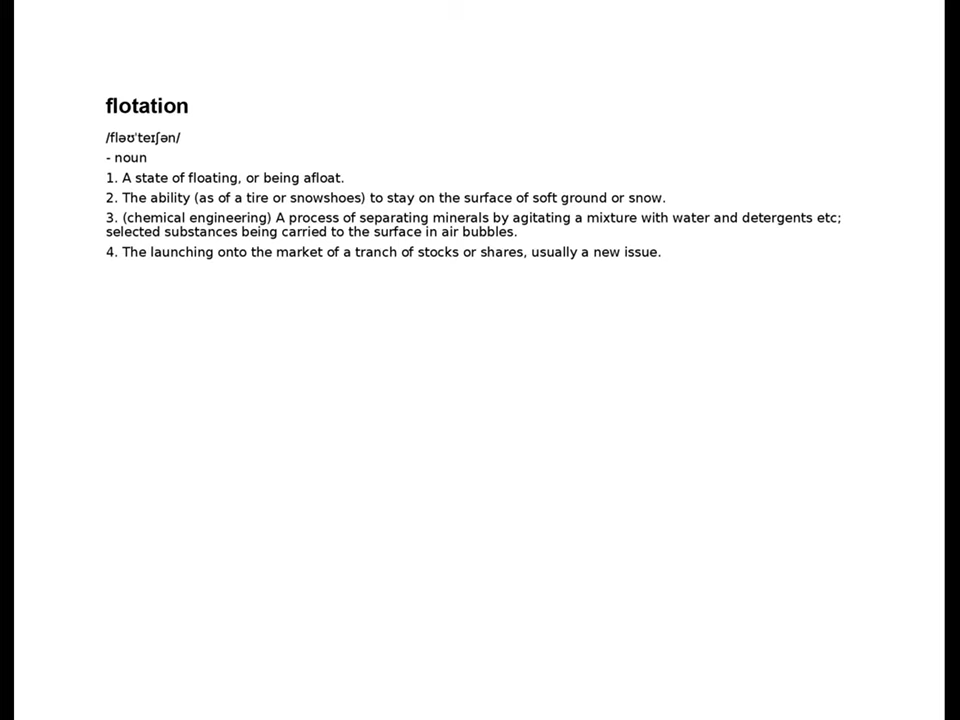 flotation
/fləʊˈteɪʃən/
- noun
1. A state of floating, or being afloat.
2. The ability (as of a tire or snowshoes) to stay on the surface of soft ground or snow.
3. (chemical engineering) A process of separating minerals by agitating a mixture with water and detergents etc;
selected substances being carried to the surface in air bubbles.
4. The launching onto the market of a tranch of stocks or shares, usually a new issue.